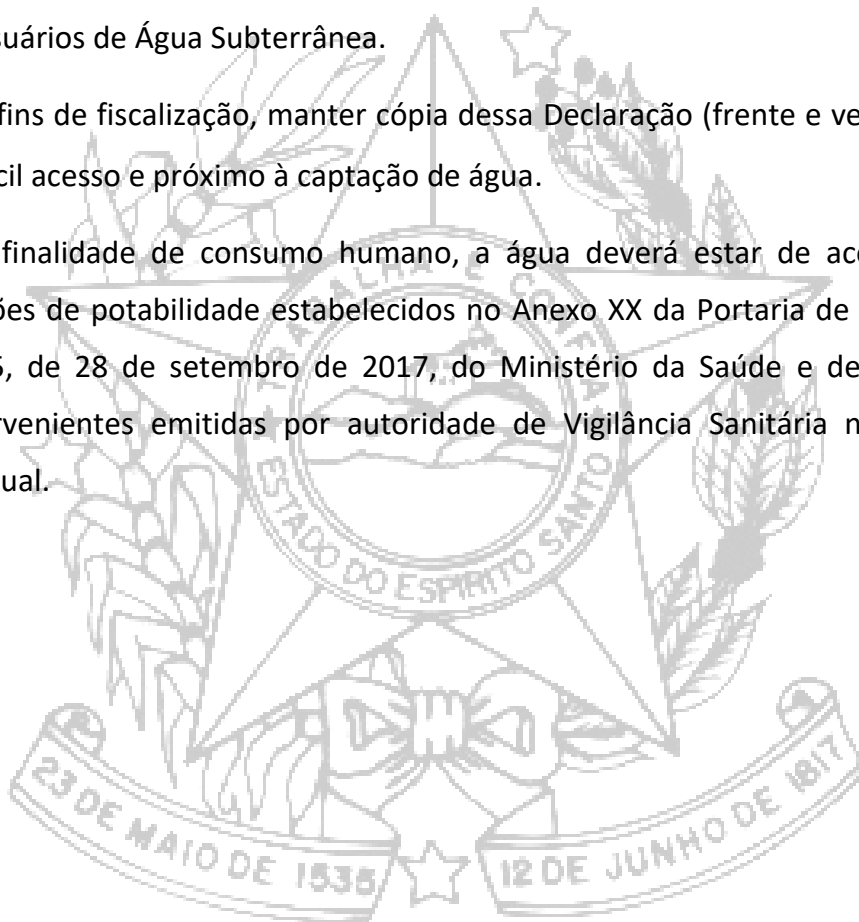 suários de Água Subterrânea.
fins de fiscalização, manter cópia dessa Declaração (frente e ve
cil acesso e próximo à captação de água.
finalidade de consumo humano, a água deverá estar de aco
ões de potabilidade estabelecidos no Anexo XX da Portaria de
5, de 28 de setembro de 2017, do Ministério da Saúde e de
rvenientes emitidas por autoridade de Vigilância Sanitária n
ual.
TRABALHA E CONFIA
ESTADO DO ESPIRITO SANTO
23 DE MAIO DE 1535
12 DE JUNHO DE 1817